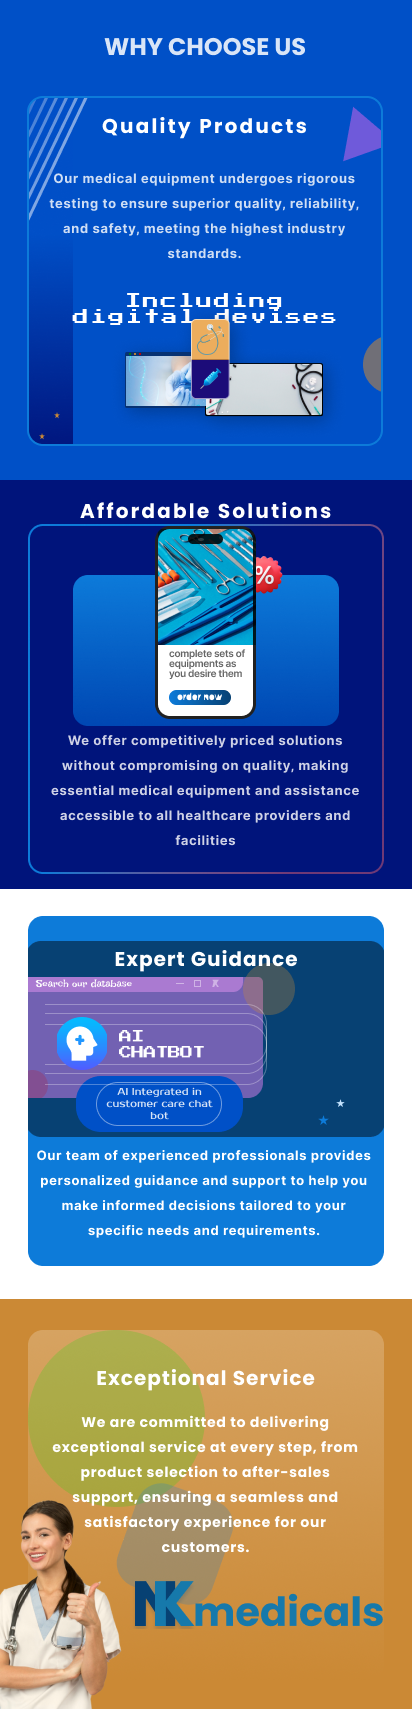 WHY CHOOSE US
Quality Products
Our medical equipment undergoes rigorous
testing to ensure superior quality, reliability,
and safety, meeting the highest industry
standards.
Including
digital devises
Affordable Solutions
%
complete sets of
equipments as
you desire them
order now
We offer competitively priced solutions
without compromising on quality, making
essential medical equipment and assistance
accessible to all healthcare providers and
facilities
Expert Guidance
Search our database
AI
CHATBOT
AI Integrated in
customer care chat
bot
Our team of experienced professionals provides
personalized guidance and support to help you
make informed decisions tailored to your
specific needs and requirements.
Exceptional Service
We are committed to delivering
exceptional service at every step, from
product selection to after-sales
support, ensuring a seamless and
satisfactory experience for our
customers.
NKmedicals